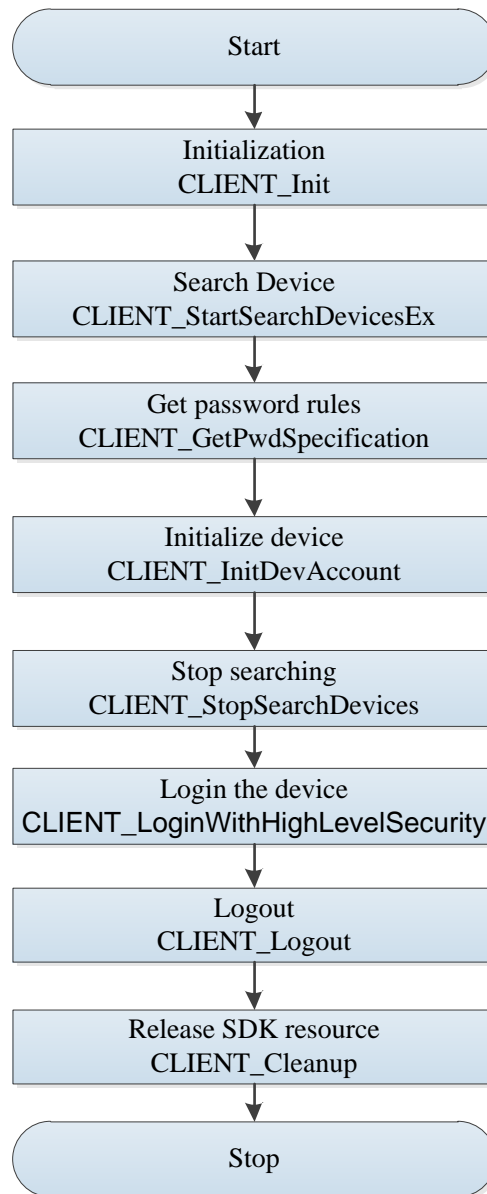 Start
Initialization
CLIENT_Init
Search Device
CLIENT_StartSearchDevicesEx
Get password rules
CLIENT_GetPwdSpecification
Initialize device
CLIENT_InitDevAccount
Stop searching
CLIENT_StopSearchDevices
Login the device
CLIENT_LoginWithHighLevelSecurity
Logout
CLIENT_Logout
Release SDK resource
CLIENT_Cleanup
Stop